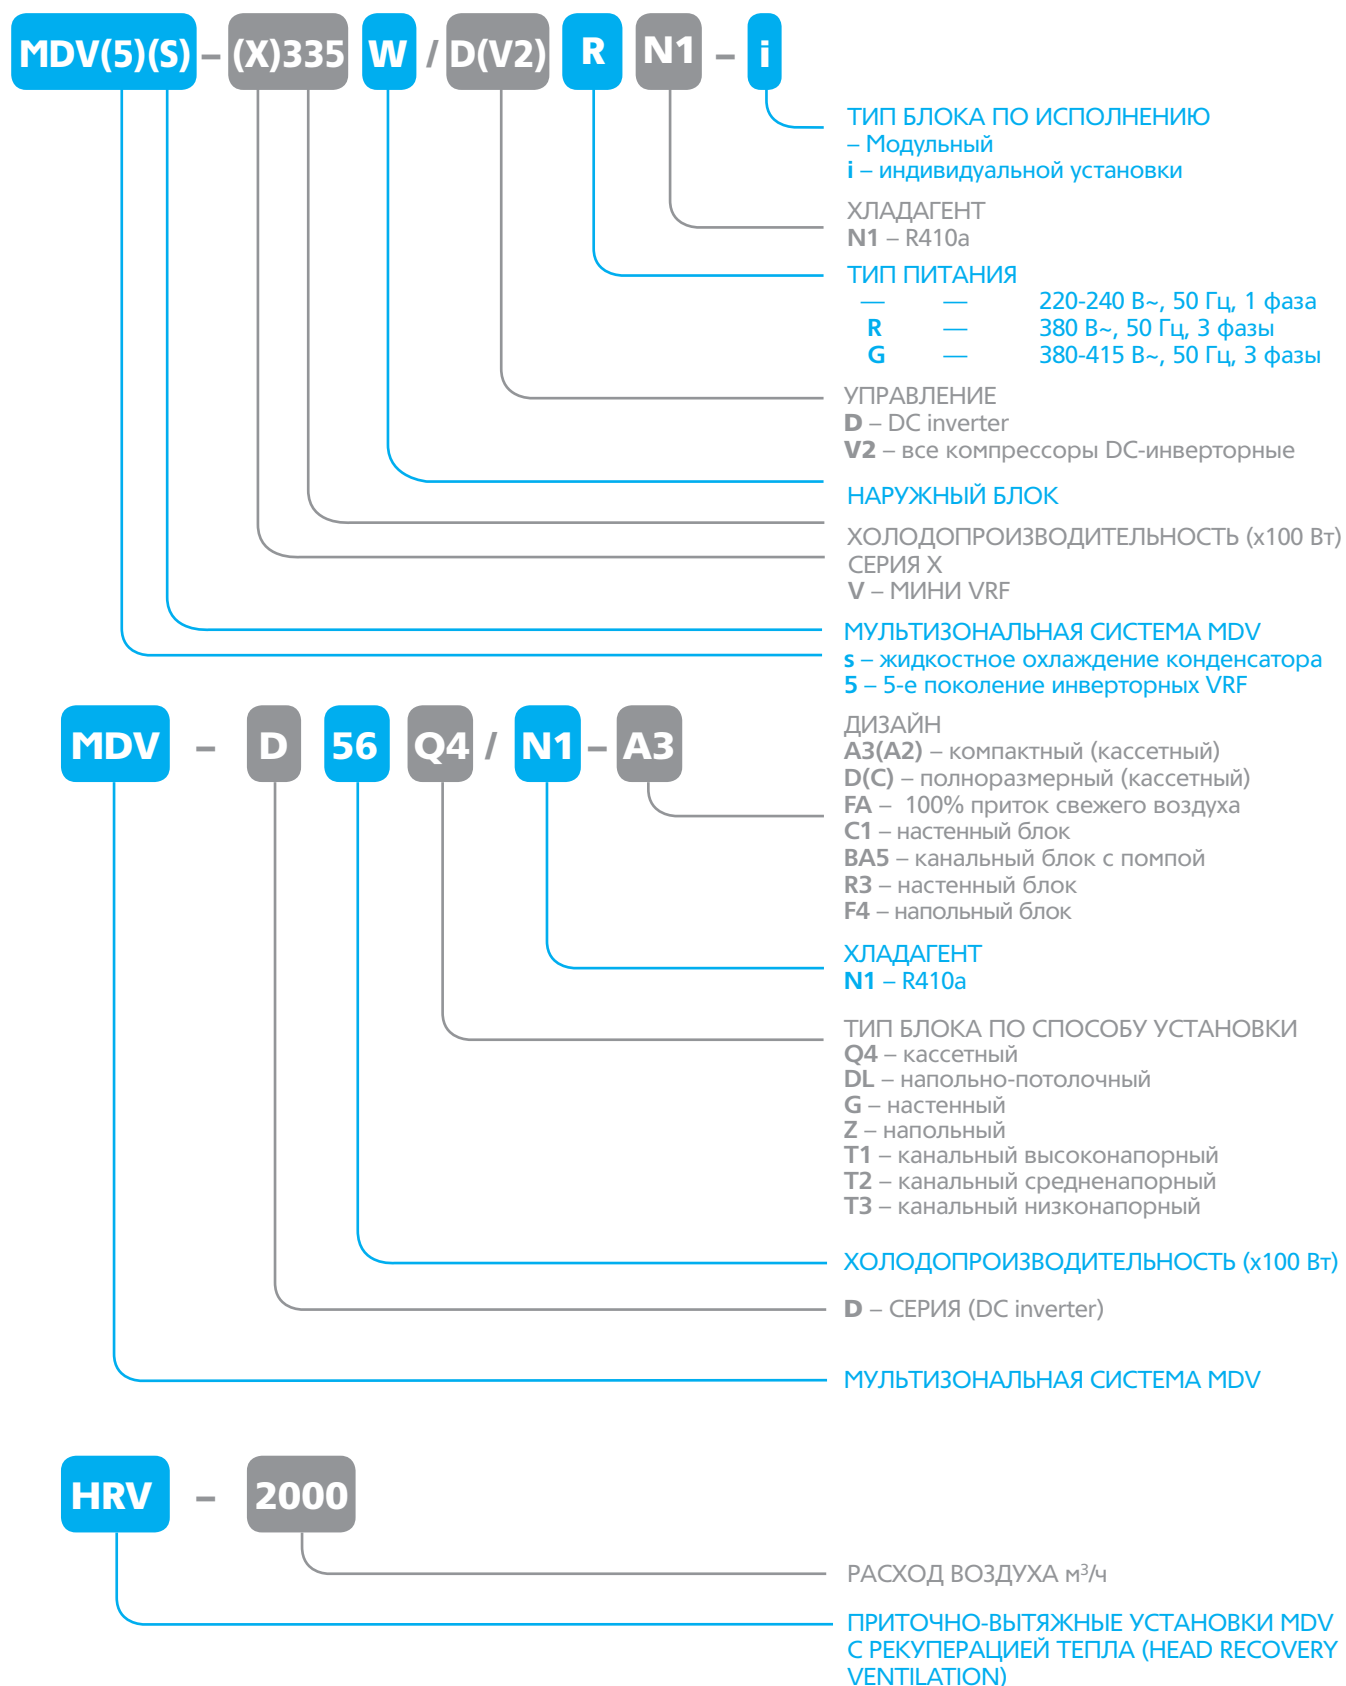 MDV(5)(S) – (X)335 W / D(V2) R N1 – i
ТИП БЛОКА ПО ИСПОЛНЕНИЮ
– Модульный
i – индивидуальной установки
ХЛАДАГЕНТ
N1 – R410a
ТИП ПИТАНИЯ
— — 220-240 В~, 50 Гц, 1 фаза
R — 380 В~, 50 Гц, 3 фазы
G — 380-415 В~, 50 Гц, 3 фазы
УПРАВЛЕНИЕ
D – DC inverter
V2 – все компрессоры DC-инверторные
НАРУЖНЫЙ БЛОК
ХОЛОДОПРОИЗВОДИТЕЛЬНОСТЬ (х100 Вт)
СЕРИЯ X
V – МИНИ VRF
МУЛЬТИЗОНАЛЬНАЯ СИСТЕМА MDV
s – жидкостное охлаждение конденсатора
5 – 5-е поколение инверторных VRF
MDV – D 56 Q4 / N1 – A3
ДИЗАЙН
A3(A2) – компактный (кассетный)
D(C) – полноразмерный (кассетный)
FA – 100% приток свежего воздуха
C1 – настенный блок
BA5 – канальный блок с помпой
R3 – настенный блок
F4 – напольный блок
ХЛАДАГЕНТ
N1 – R410a
ТИП БЛОКА ПО СПОСОБУ УСТАНОВКИ
Q4 – кассетный
DL – напольно-потолочный
G – настенный
Z – напольный
T1 – канальный высоконапорный
T2 – канальный средненапорный
T3 – канальный низконапорный
ХОЛОДОПРОИЗВОДИТЕЛЬНОСТЬ (х100 Вт)
D – СЕРИЯ (DC inverter)
МУЛЬТИЗОНАЛЬНАЯ СИСТЕМА MDV
HRV – 2000
РАСХОД ВОЗДУХА м³/ч
ПРИТОЧНО-ВЫТЯЖНЫЕ УСТАНОВКИ MDV
С РЕКУПЕРАЦИЕЙ ТЕПЛА (HEAD RECOVERY
VENTILATION)